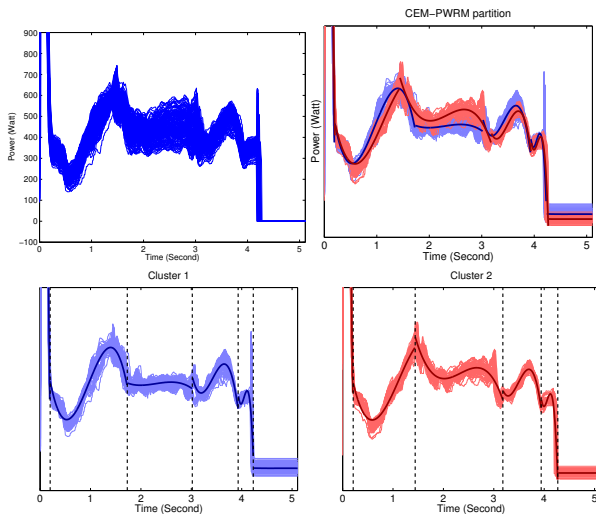 CEM−PWRM partition
900
800
700
600
500
400
300
200
100
0
−100
Power (Watt)
0 1 2 3 4 5
Time (Second)
Power (Watt)
0 1 2 3 4 5
Time (Second)
Cluster 1
0 1 2 3 4 5
Time (Second)
Cluster 2
0 1 2 3 4 5
Time (Second)